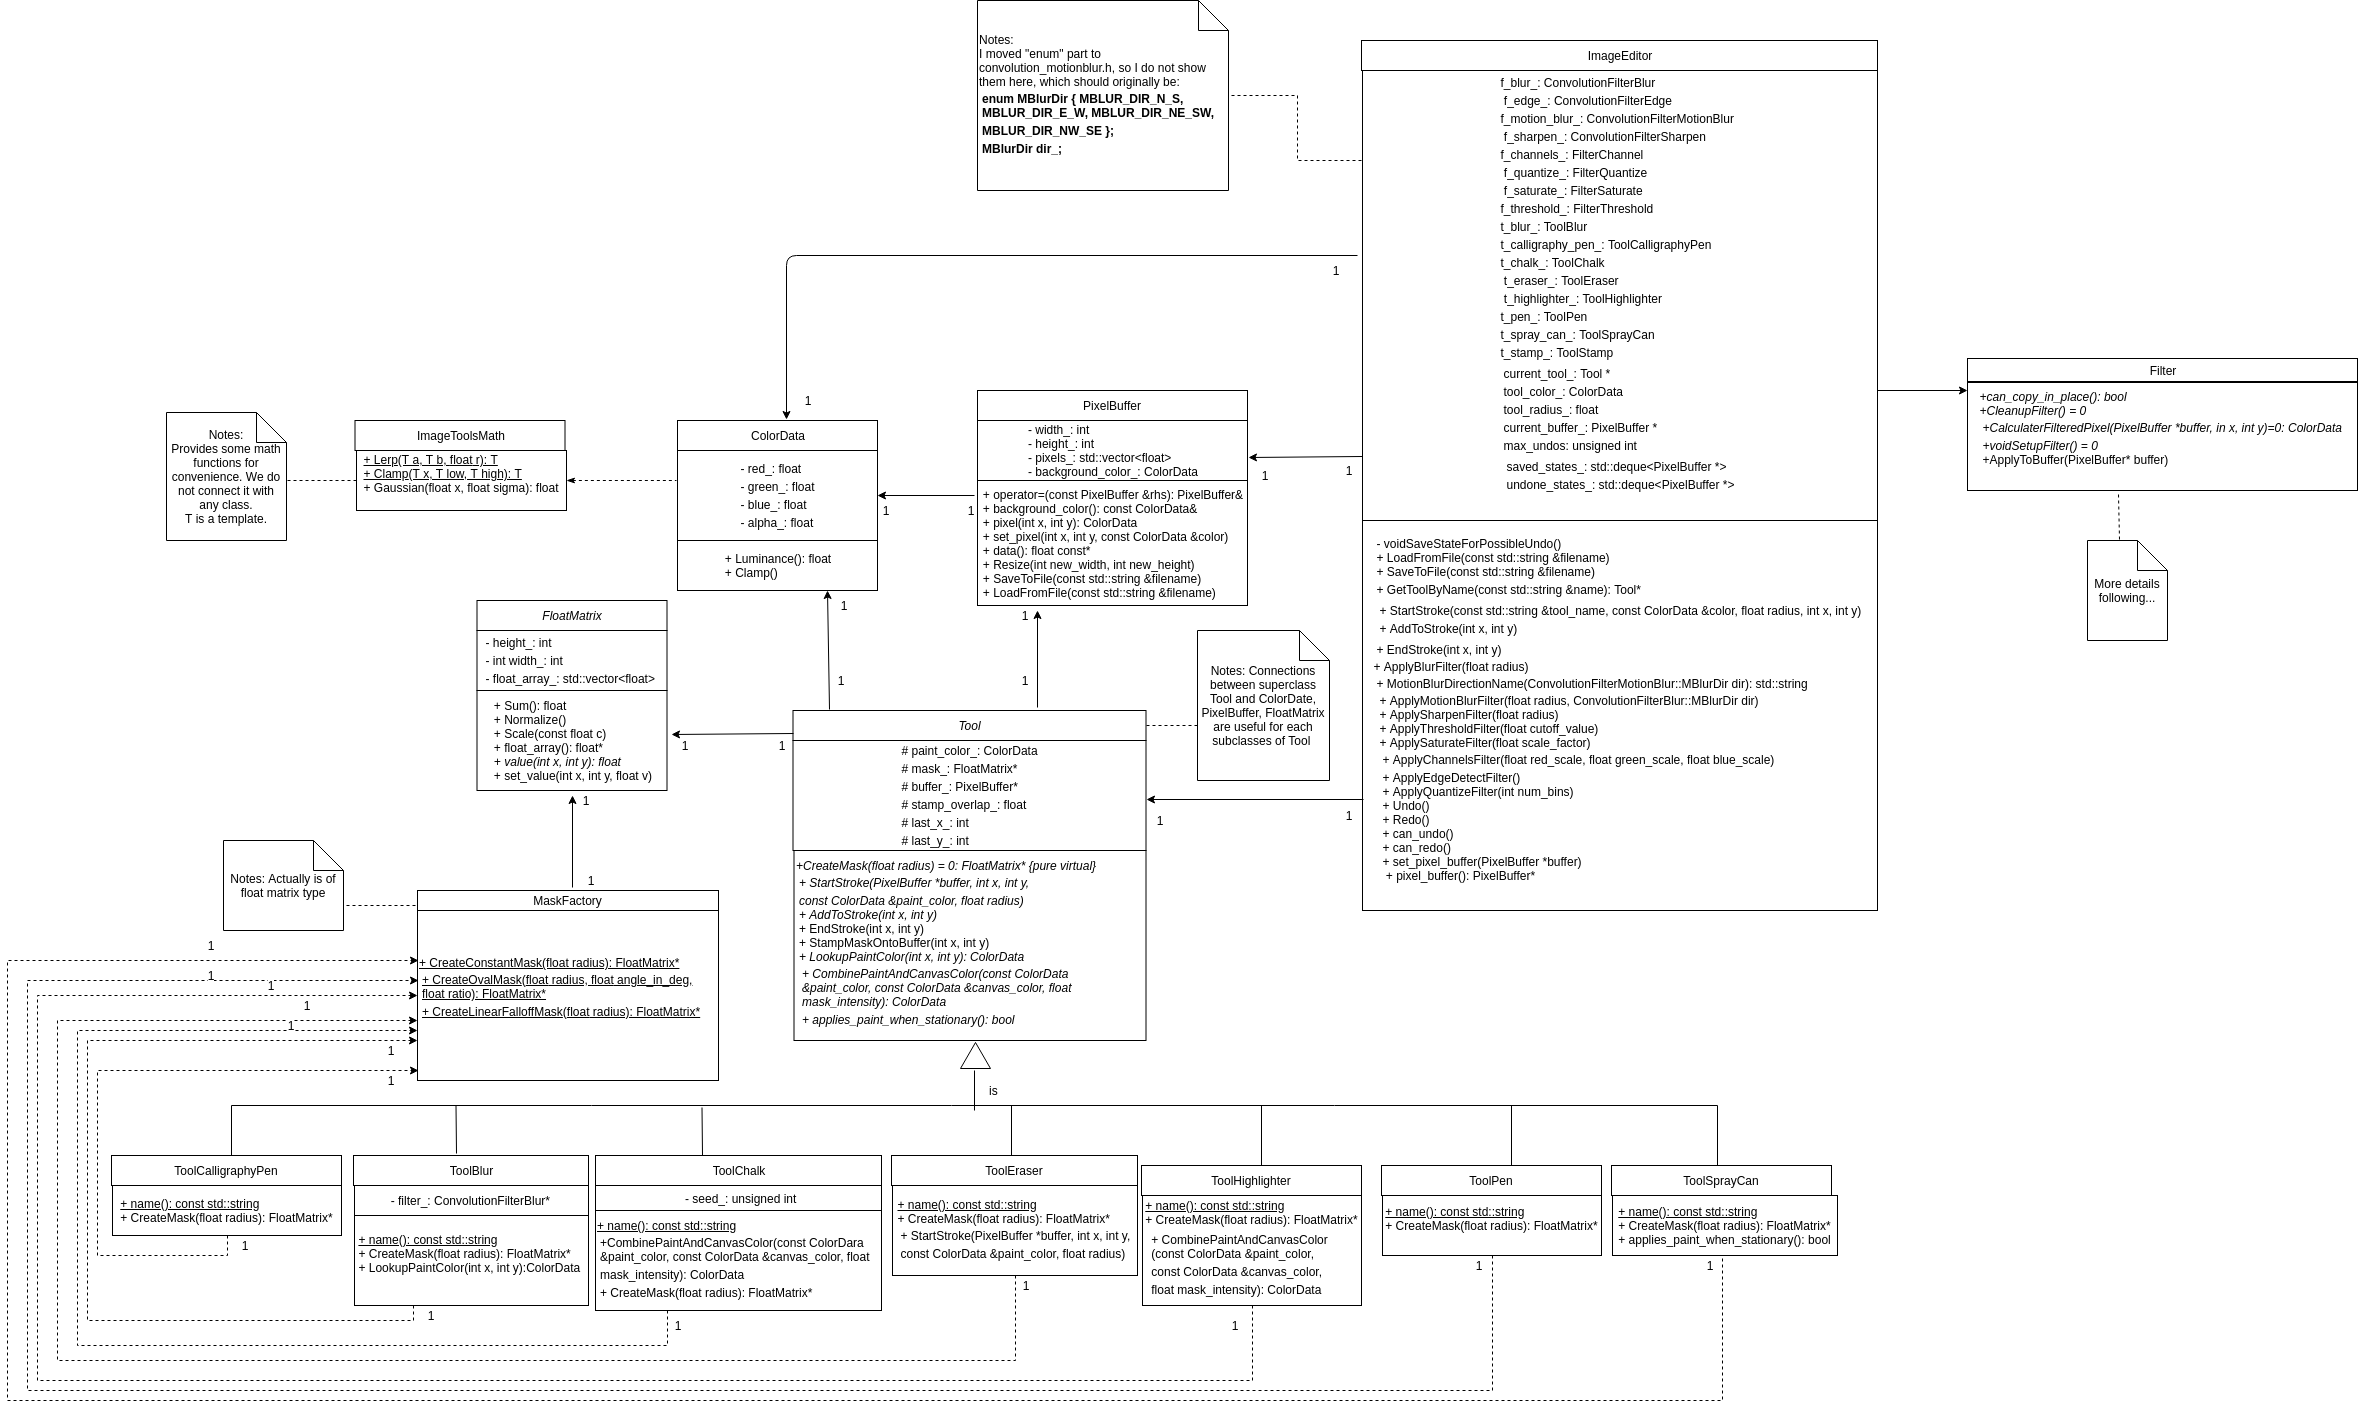 Notes:
I moved "enum" part to
convolution_motionblur.h, so I do not show
them here, which should originally be:
enum MBlurDir { MBLUR_DIR_N_S,
MBLUR_DIR_E_W, MBLUR_DIR_NE_SW,
MBLUR_DIR_NW_SE };
MBlurDir dir_;
ImageEditor
f_blur_: ConvolutionFilterBlur
f_edge_: ConvolutionFilterEdge
f_motion_blur_: ConvolutionFilterMotionBlur
f_sharpen_: ConvolutionFilterSharpen
f_channels_: FilterChannel
f_quantize_: FilterQuantize
f_saturate_: FilterSaturate
f_threshold_: FilterThreshold
t_blur_: ToolBlur
t_calligraphy_pen_: ToolCalligraphyPen
t_chalk_: ToolChalk
t_eraser_: ToolEraser
t_highlighter_: ToolHighlighter
t_pen_: ToolPen
t_spray_can_: ToolSprayCan
t_stamp_: ToolStamp
current_tool_: Tool *
tool_color_: ColorData
tool_radius_: float
current_buffer_: PixelBuffer *
max_undos: unsigned int
saved_states_: std::deque<PixelBuffer *>
undone_states_: std::deque<PixelBuffer *>
- voidSaveStateForPossibleUndo()
+ LoadFromFile(const std::string &filename)
+ SaveToFile(const std::string &filename)
+ GetToolByName(const std::string &name): Tool*
+ StartStroke(const std::string &tool_name, const ColorData &color, float radius, int x, int y)
+ AddToStroke(int x, int y)
+ EndStroke(int x, int y)
+ ApplyBlurFilter(float radius)
+ MotionBlurDirectionName(ConvolutionFilterMotionBlur::MBlurDir dir): std::string
+ ApplyMotionBlurFilter(float radius, ConvolutionFilterBlur::MBlurDir dir)
+ ApplySharpenFilter(float radius)
+ ApplyThresholdFilter(float cutoff_value)
+ ApplySaturateFilter(float scale_factor)
+ ApplyChannelsFilter(float red_scale, float green_scale, float blue_scale)
+ ApplyEdgeDetectFilter()
+ ApplyQuantizeFilter(int num_bins)
+ Undo()
+ Redo()
+ can_undo()
+ can_redo()
+ set_pixel_buffer(PixelBuffer *buffer)
+ pixel_buffer(): PixelBuffer*
Filter
+can_copy_in_place(): bool
+CleanupFilter() = 0
+CalculaterFilteredPixel(PixelBuffer *buffer, in x, int y)=0: ColorData
+voidSetupFilter() = 0
+ApplyToBuffer(PixelBuffer* buffer)
More details
following...
1
1
Notes:
Provides some math
functions for
convenience. We do
not connect it with
any class.
T is a template.
ImageToolsMath
+ Lerp(T a, T b, float r): T
+ Clamp(T x, T low, T high): T
+ Gaussian(float x, float sigma): float
ColorData
- red_: float
- green_: float
- blue_: float
- alpha_: float
+ Luminance(): float
+ Clamp()
1
1
PixelBuffer
- width_: int
- height_: int
- pixels_: std::vector<float>
- background_color_: ColorData
+ operator=(const PixelBuffer &rhs): PixelBuffer&
+ background_color(): const ColorData&
+ pixel(int x, int y): ColorData
+ set_pixel(int x, int y, const ColorData &color)
+ data(): float const*
+ Resize(int new_width, int new_height)
+ SaveToFile(const std::string &filename)
+ LoadFromFile(const std::string &filename)
1
1
1
1
1
1
FloatMatrix
- height_: int
- int width_: int
- float_array_: std::vector<float>
+ Sum(): float
+ Normalize()
+ Scale(const float c)
+ float_array(): float*
+ value(int x, int y): float
+ set_value(int x, int y, float v)
1
1
Notes: Connections
between superclass
Tool and ColorDate,
PixelBuffer, FloatMatrix
are useful for each
subclasses of Tool
Tool
# paint_color_: ColorData
# mask_: FloatMatrix*
# buffer_: PixelBuffer*
# stamp_overlap_: float
# last_x_: int
# last_y_: int
+CreateMask(float radius) = 0: FloatMatrix* {pure virtual}
+ StartStroke(PixelBuffer *buffer, int x, int y,
const ColorData &paint_color, float radius)
+ AddToStroke(int x, int y)
+ EndStroke(int x, int y)
+ StampMaskOntoBuffer(int x, int y)
+ LookupPaintColor(int x, int y): ColorData
+ CombinePaintAndCanvasColor(const ColorData
&paint_color, const ColorData &canvas_color, float
mask_intensity): ColorData
+ applies_paint_when_stationary(): bool
1
1
1
1
Notes: Actually is of
float matrix type
MaskFactory
+ CreateConstantMask(float radius): FloatMatrix*
+ CreateOvalMask(float radius, float angle_in_deg,
float ratio): FloatMatrix*
+ CreateLinearFalloffMask(float radius): FloatMatrix*
1
1
1
1
1
1
1
is
ToolCalligraphyPen
+ name(): const std::string
+ CreateMask(float radius): FloatMatrix*
1
ToolBlur
- filter_: ConvolutionFilterBlur*
+ name(): const std::string
+ CreateMask(float radius): FloatMatrix*
+ LookupPaintColor(int x, int y):ColorData
1
ToolChalk
- seed_: unsigned int
+ name(): const std::string
+CombinePaintAndCanvasColor(const ColorDara
&paint_color, const ColorData &canvas_color, float
mask_intensity): ColorData
+ CreateMask(float radius): FloatMatrix*
1
ToolEraser
+ name(): const std::string
+ CreateMask(float radius): FloatMatrix*
+ StartStroke(PixelBuffer *buffer, int x, int y,
const ColorData &paint_color, float radius)
1
ToolHighlighter
+ name(): const std::string
+ CreateMask(float radius): FloatMatrix*
+ CombinePaintAndCanvasColor
(const ColorData &paint_color,
const ColorData &canvas_color,
float mask_intensity): ColorData
1
ToolPen
+ name(): const std::string
+ CreateMask(float radius): FloatMatrix*
1
ToolSprayCan
+ name(): const std::string
+ CreateMask(float radius): FloatMatrix*
+ applies_paint_when_stationary(): bool
1